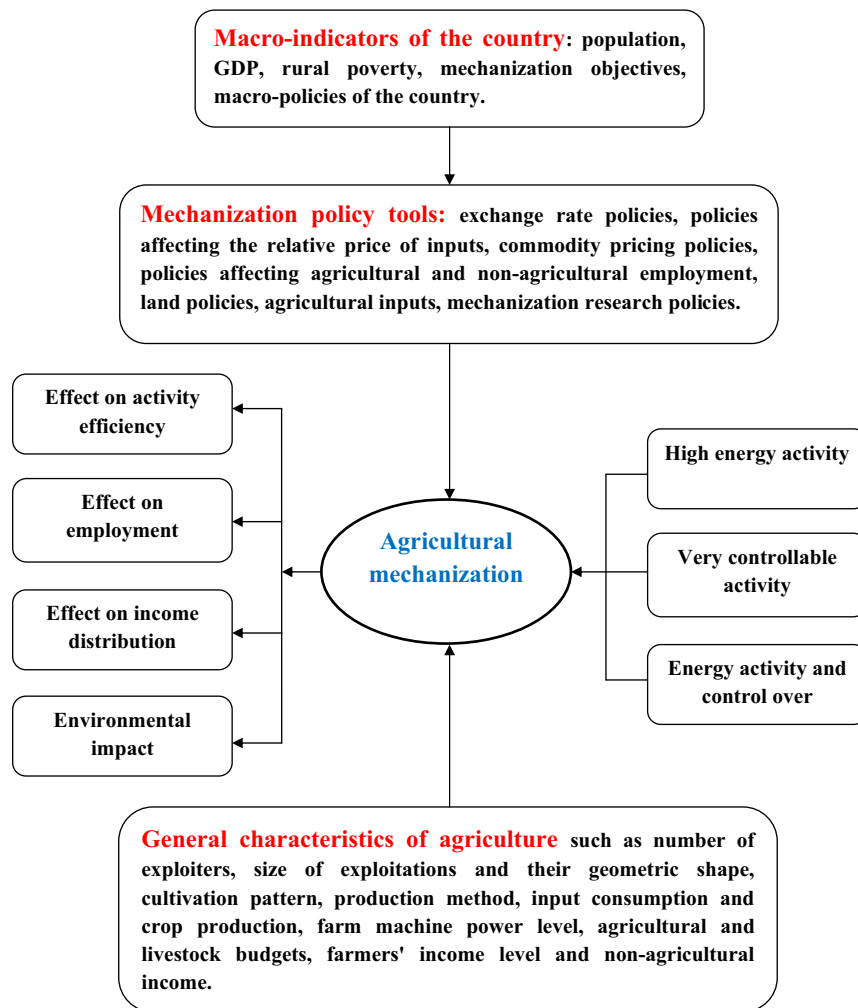 Macro-indicators of the country: population,
GDP, rural poverty, mechanization objectives,
macro-policies of the country.
Mechanization policy tools: exchange rate policies, policies
affecting the relative price of inputs, commodity pricing policies,
policies affecting agricultural and non-agricultural employment,
land policies, agricultural inputs, mechanization research policies.
Effect on activity
efficiency
Effect on
employment
Effect on income
distribution
Environmental
impact
Agricultural
mechanization
High energy activity
Very controllable
activity
Energy activity and
control over
General characteristics of agriculture such as number of
exploiters, size of exploitations and their geometric shape,
cultivation pattern, production method, input consumption and
crop production, farm machine power level, agricultural and
livestock budgets, farmers' income level and non-agricultural
income.